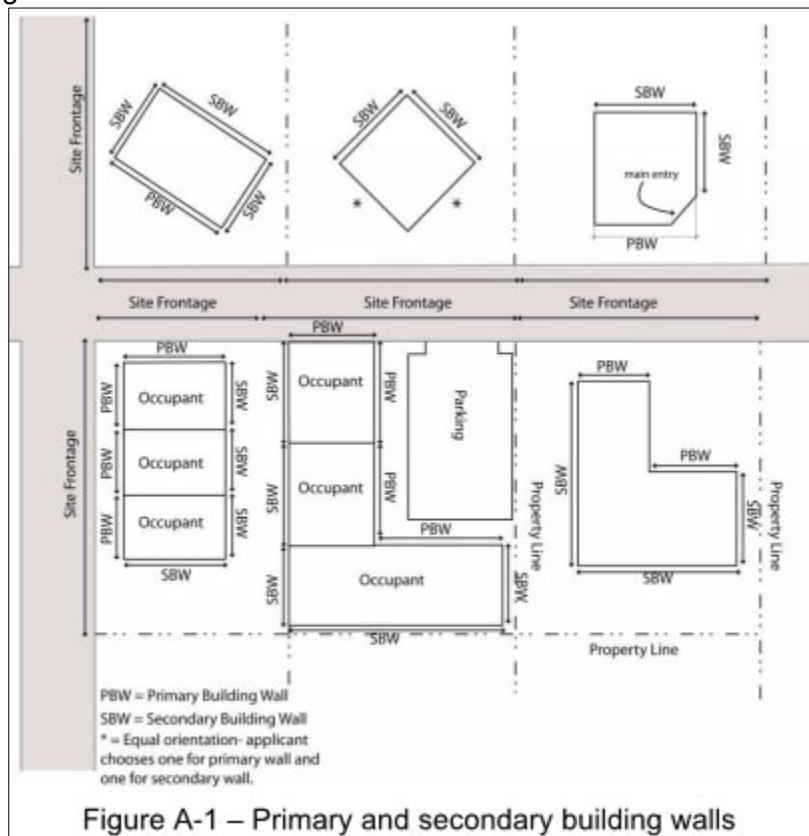 g
SBW
SBW
SBW
PBW
Site Frontage
SBW
SBW
*
*
SBW
SBW
main entry
PBW
Site Frontage
Site Frontage
Site Frontage
PBW
PBW
SBW
Occupant
PBW
SBW
Occupant
PBW
SBW
Occupant
SBW
Site Frontage
PBW
SBW
Occupant
PBW
SBW
Occupant
PBW
PBW
SBW
Occupant
SBW
SBW
Parking
Property Line
PBW
PBW
SBW
SBW
SBW
Property Line
Property Line
PBW = Primary Building Wall
SBW = Secondary Building Wall
* = Equal orientation- applicant
chooses one for primary wall and
one for secondary wall.
Figure A-1 – Primary and secondary building walls